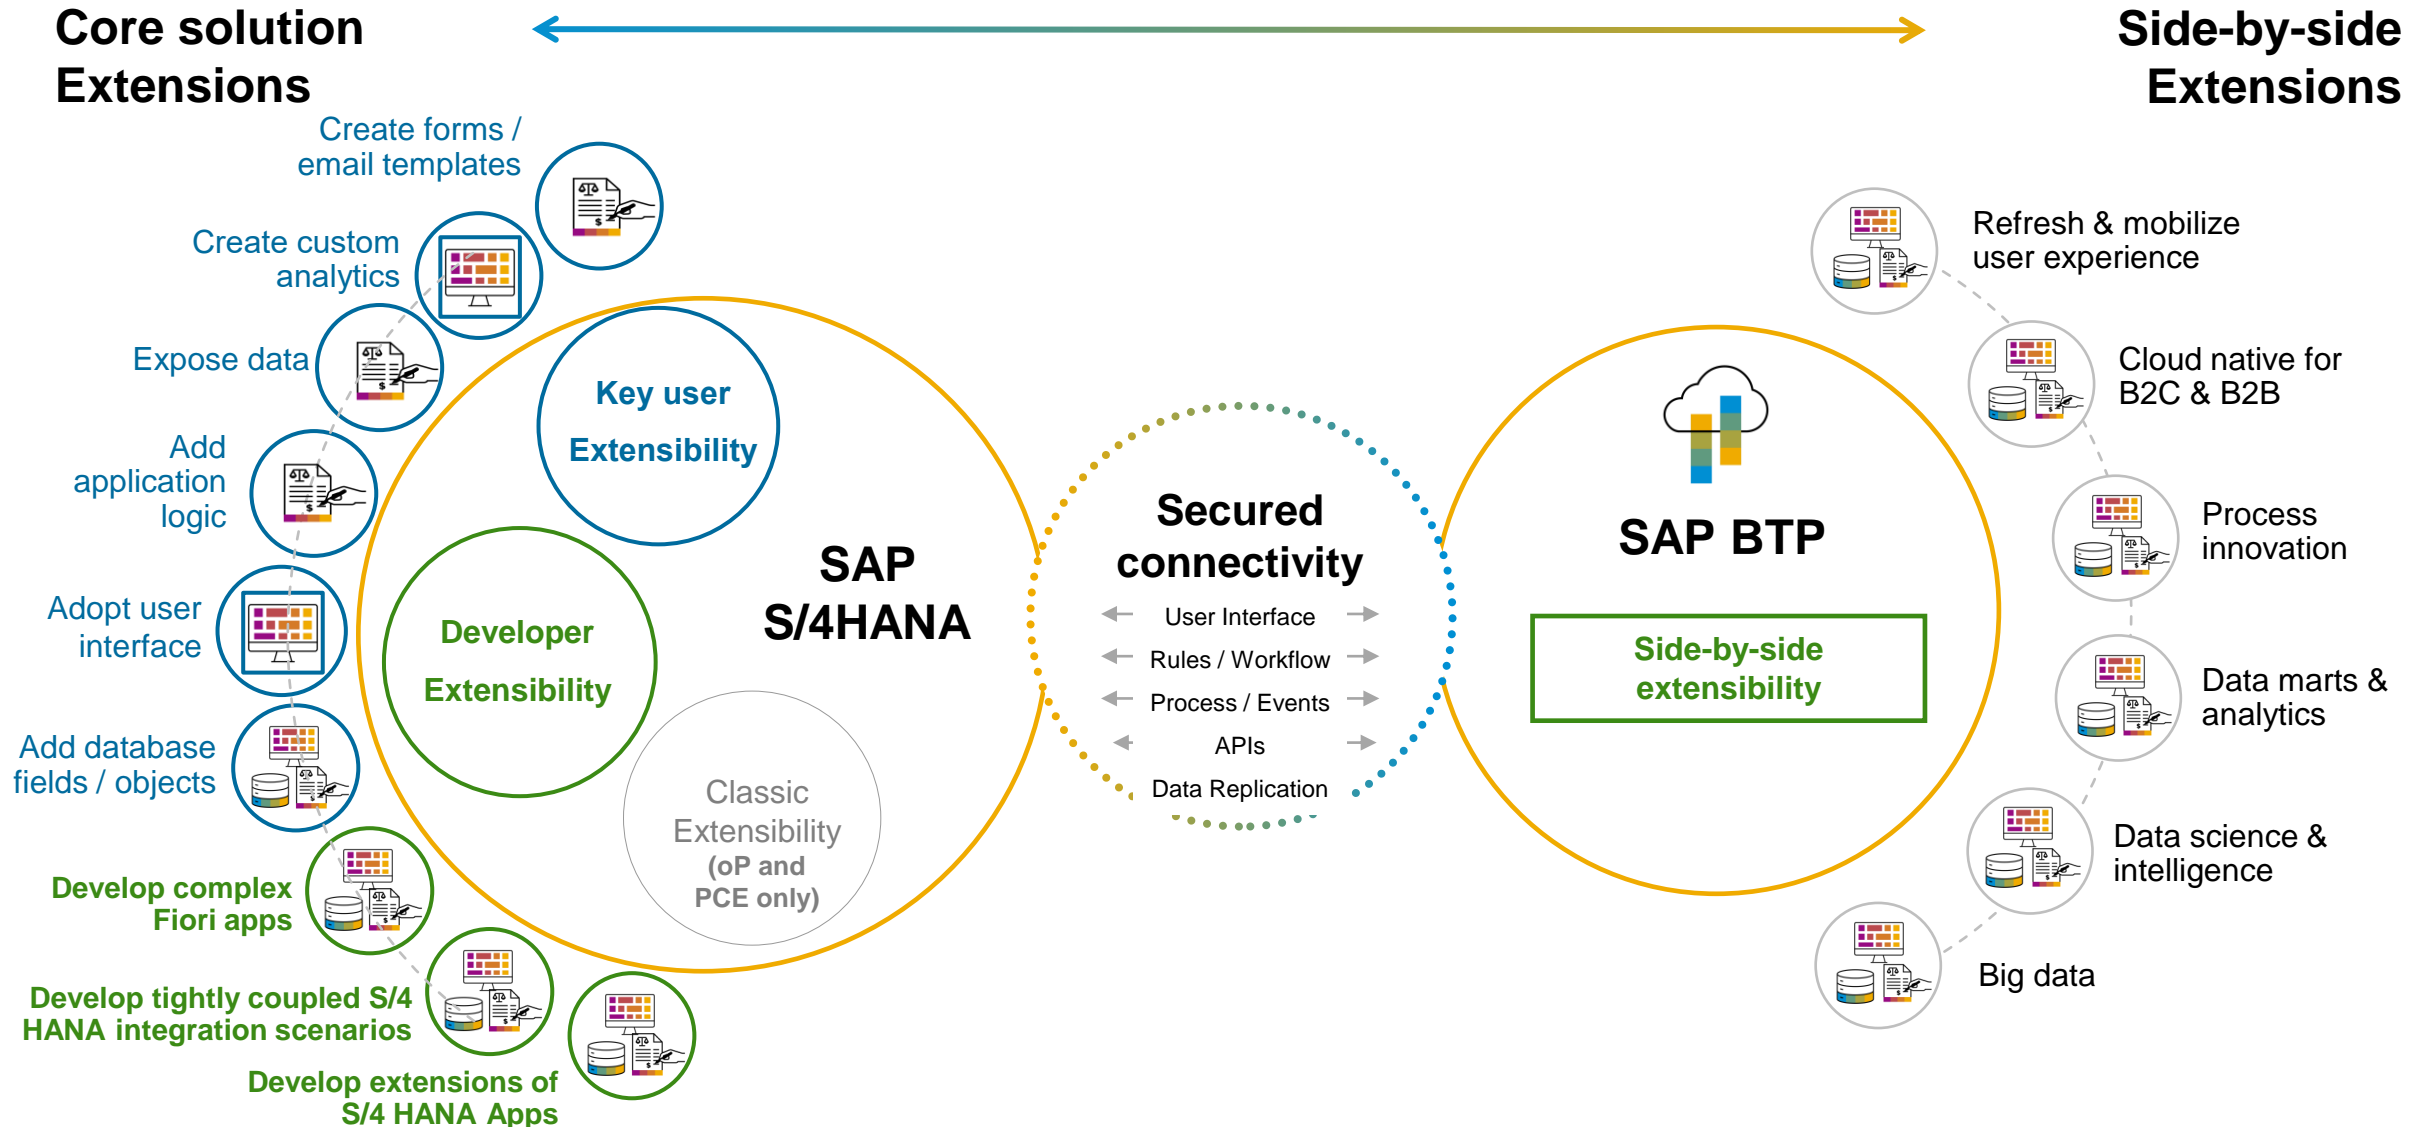 Core solution
Extensions
Side-by-side
Extensions
Create forms /
email templates
Create custom
analytics
Expose data
Add
application
logic
Adopt user
interface
Add database
fields / objects
Develop complex
Fiori apps
Develop tightly coupled S/4
HANA integration scenarios
Develop extensions of
S/4 HANA Apps
Key user
Extensibility
Developer
Extensibility
SAP
S/4HANA
Classic
Extensibility
(oP and
PCE only)
Secured
connectivity
User Interface
Rules / Workflow
Process / Events
APIs
Data Replication
SAP BTP
Side-by-side
extensibility
Refresh & mobilize
user experience
Cloud native for
B2C & B2B
Process
innovation
Data marts &
analytics
Data science &
intelligence
Big data